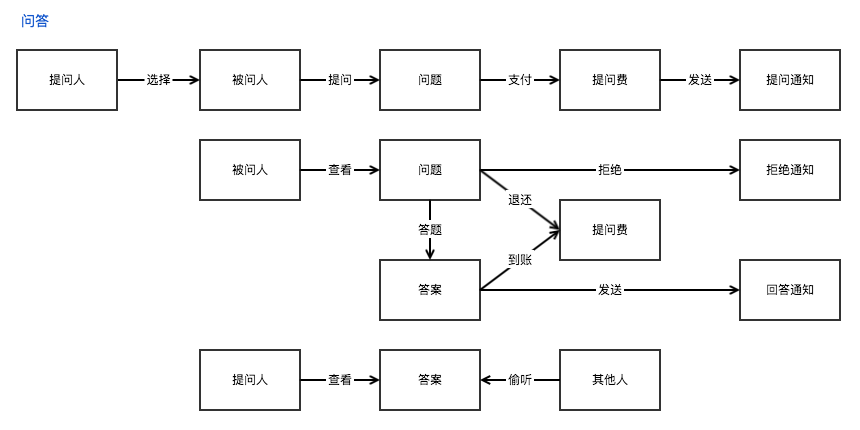 问答
提问人 选择 被问人 提问 问题 支付 提问费 发送 提问通知
被问人 查看 问题 拒绝 拒绝通知
退还
答题 提问费
到账
答案 发送 回答通知
提问人 查看 答案 偷听 其他人